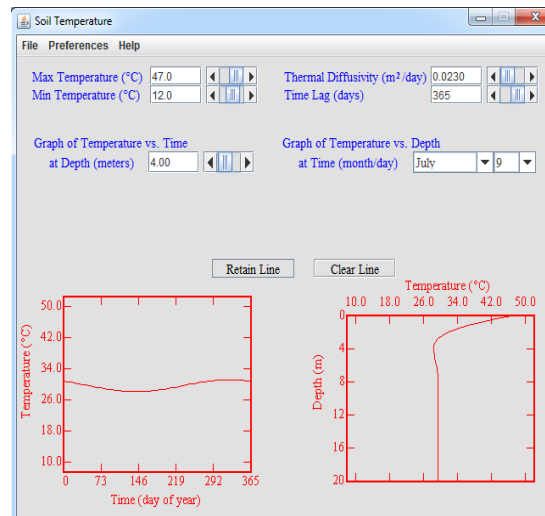 Soil Temperature
File Preferences Help
Max Temperature (°C) 47.0
Min Temperature (°C) 12.0
Thermal Diffusivity (m²/day) 0.0230
Time Lag (days) 365
Graph of Temperature vs. Time
at Depth (meters) 4.00
Graph of Temperature vs. Depth
at Time (month/day) July 9
Retain Line Clear Line
50.0
42.0
34.0
26.0
18.0
10.0
Temperature (°C)
0 73 146 219 292 365
Time (day of year)
Temperature (°C)
10.0 18.0 26.0 34.0 42.0 50.0
0
4
8
12
16
20
Depth (m)